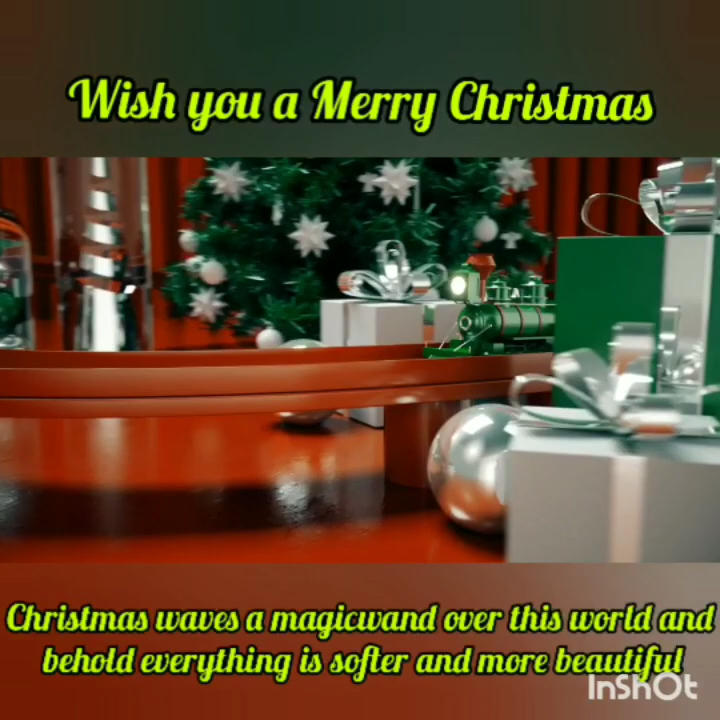 Wish you a Merry Christmas
Christmas waves a magicwand over this world and
behold everything is softer and more beautiful
InShOt